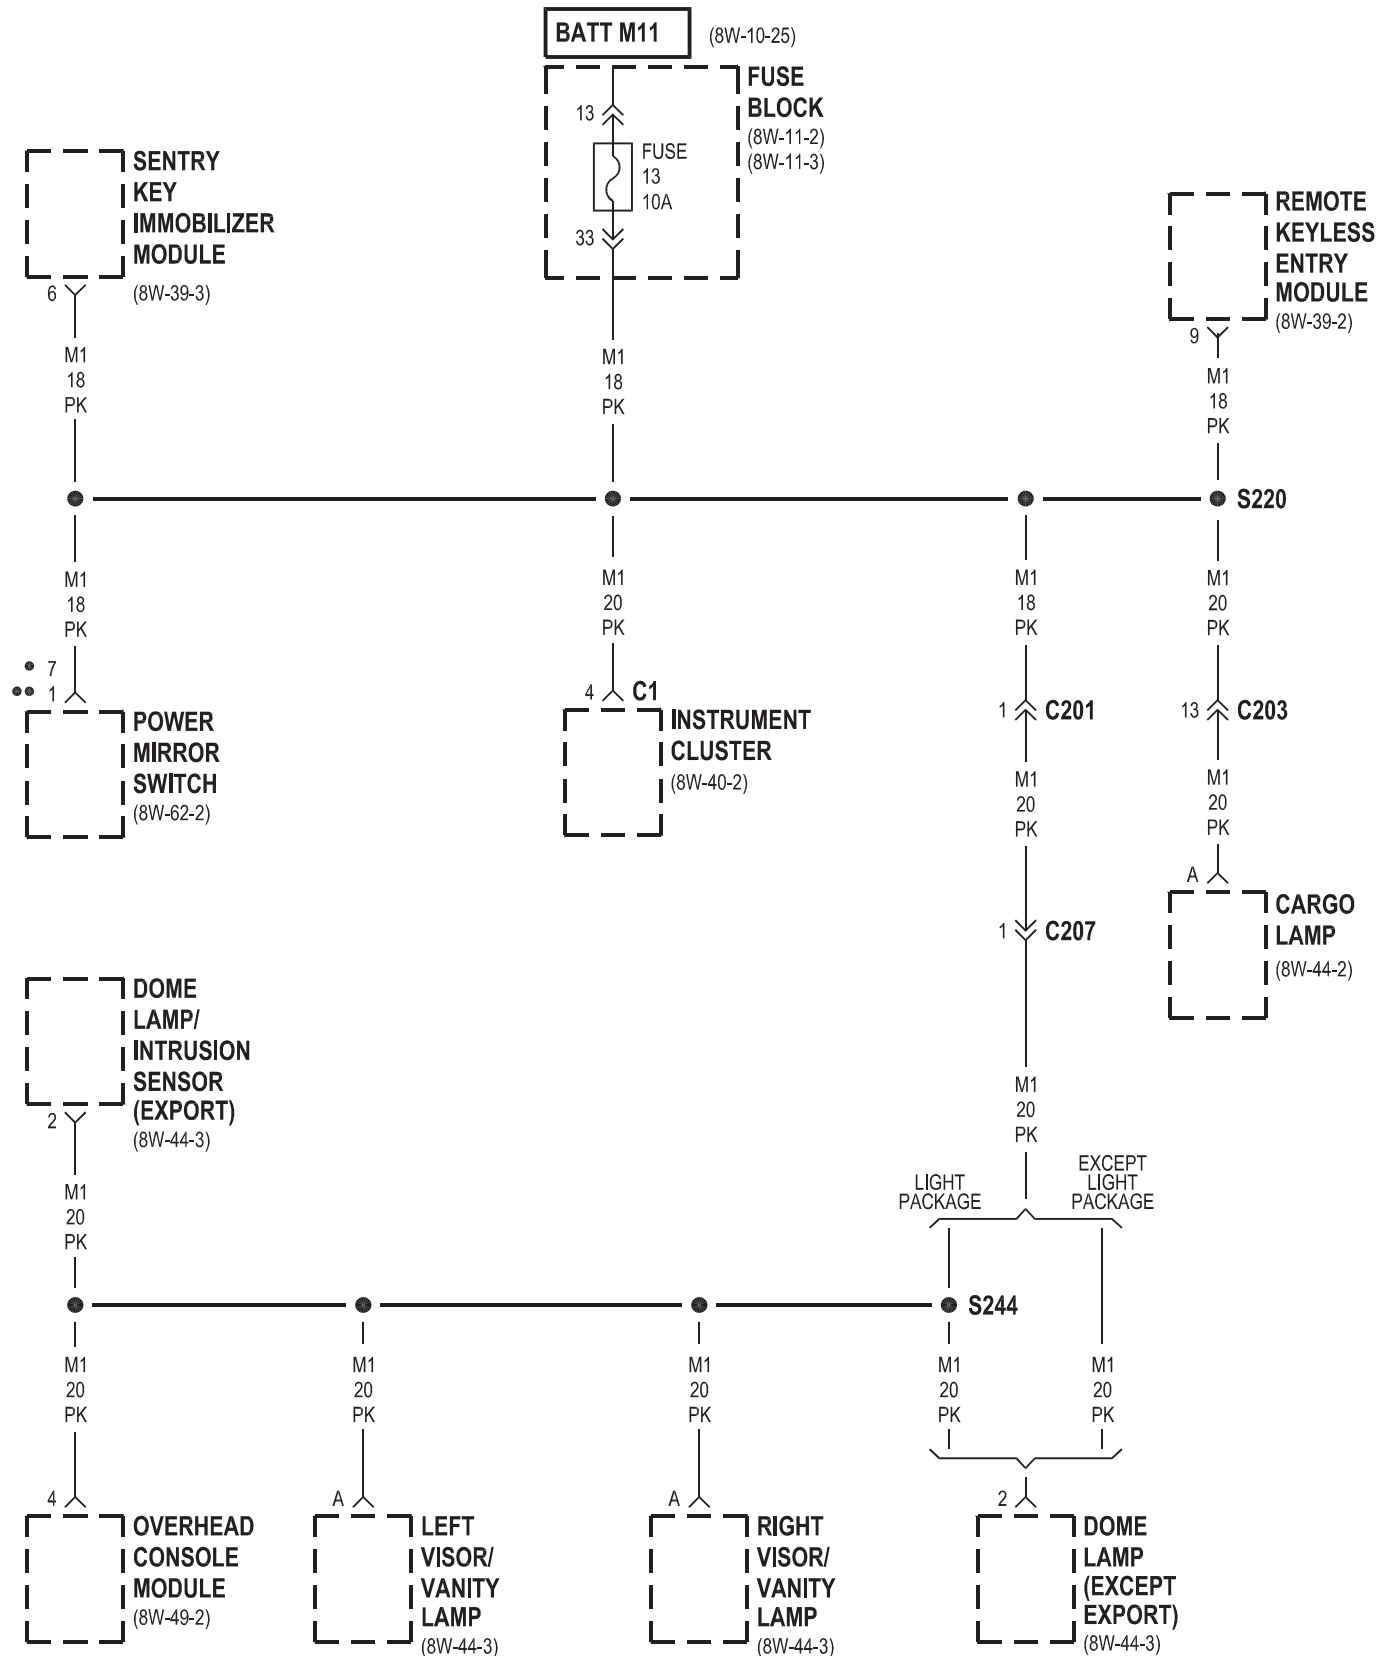 BATT M11
(8W-10-25)
FUSE
BLOCK
(8W-11-2)
(8W-11-3)
13
FUSE
13
10A
33
SENTRY
KEY
IMMOBILIZER
MODULE
(8W-39-3)
6
M1
18
PK
M1
18
PK
REMOTE
KEYLESS
ENTRY
MODULE
(8W-39-2)
9
M1
18
PK
S220
M1
18
PK
7
1
POWER
MIRROR
SWITCH
(8W-62-2)
M1
20
PK
4
C1
INSTRUMENT
CLUSTER
(8W-40-2)
M1
18
PK
1
C201
M1
20
PK
1
C207
M1
20
PK
M1
20
PK
13
C203
M1
20
PK
A
CARGO
LAMP
(8W-44-2)
DOME
LAMP/
INTRUSION
SENSOR
(EXPORT)
(8W-44-3)
2
M1
20
PK
LIGHT
PACKAGE
EXCEPT
LIGHT
PACKAGE
S244
M1
20
PK
4
OVERHEAD
CONSOLE
MODULE
(8W-49-2)
M1
20
PK
A
LEFT
VISOR/
VANITY
LAMP
(8W-44-3)
M1
20
PK
A
RIGHT
VISOR/
VANITY
LAMP
(8W-44-3)
M1
20
PK
M1
20
PK
2
DOME
LAMP
(EXCEPT
EXPORT)
(8W-44-3)